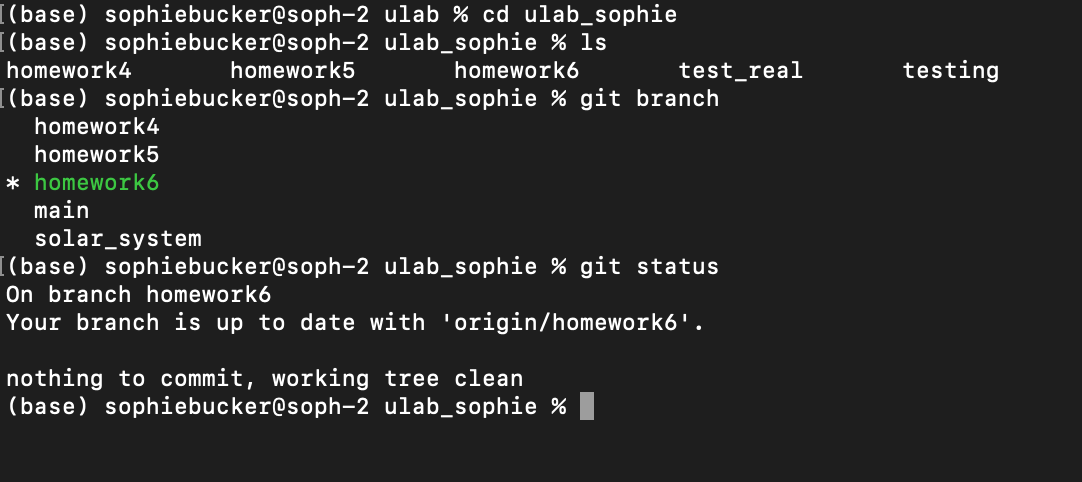 (base) sophiebucker@soph-2 ulab % cd ulab_sophie
(base) sophiebucker@soph-2 ulab_sophie % ls
homework4 homework5 homework6 test_real testing
(base) sophiebucker@soph-2 ulab_sophie % git branch
homework4
homework5
* homework6
main
solar_system
(base) sophiebucker@soph-2 ulab_sophie % git status
On branch homework6
Your branch is up to date with 'origin/homework6'.
nothing to commit, working tree clean
(base) sophiebucker@soph-2 ulab_sophie %